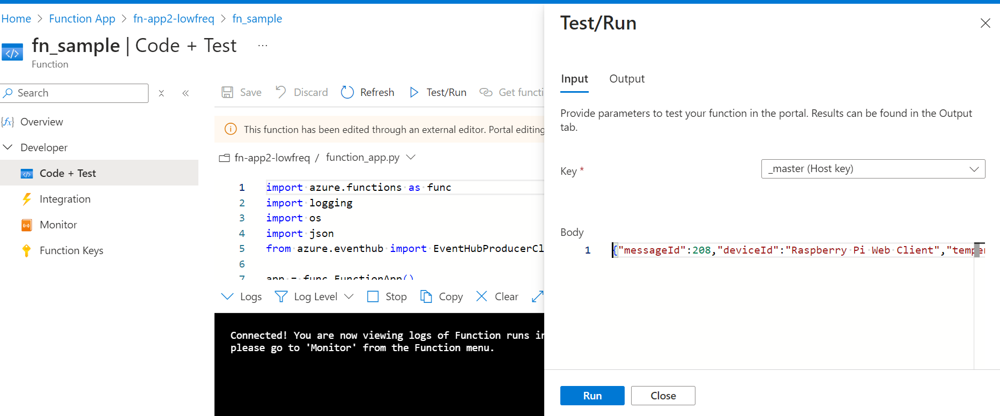 Home > Function App > fn-app2-lowfreq > fn_sample
fn_sample | Code + Test ...
Function
Search
Overview
Developer
Code + Test
Integration
Monitor
Function Keys
Save Discard Refresh Test/Run Get functi
This function has been edited through an external editor. Portal editing
fn-app2-lowfreq / function_app.py
1 import azure.functions as func
2 import logging
3 import os
4 import json
5 from azure.eventhub import EventHubProducerCl
6
7 app = func.FunctionApp()
Logs Log Level Stop Copy Clear
Connected! You are now viewing logs of Function runs in
please go to 'Monitor' from the Function menu.
Test/Run
Input Output
Provide parameters to test your function in the portal. Results can be found in the Output
tab.
Key *
_master (Host key)
Body
1 {"messageId":208,"deviceId":"Raspberry Pi Web Client","temper
Run Close